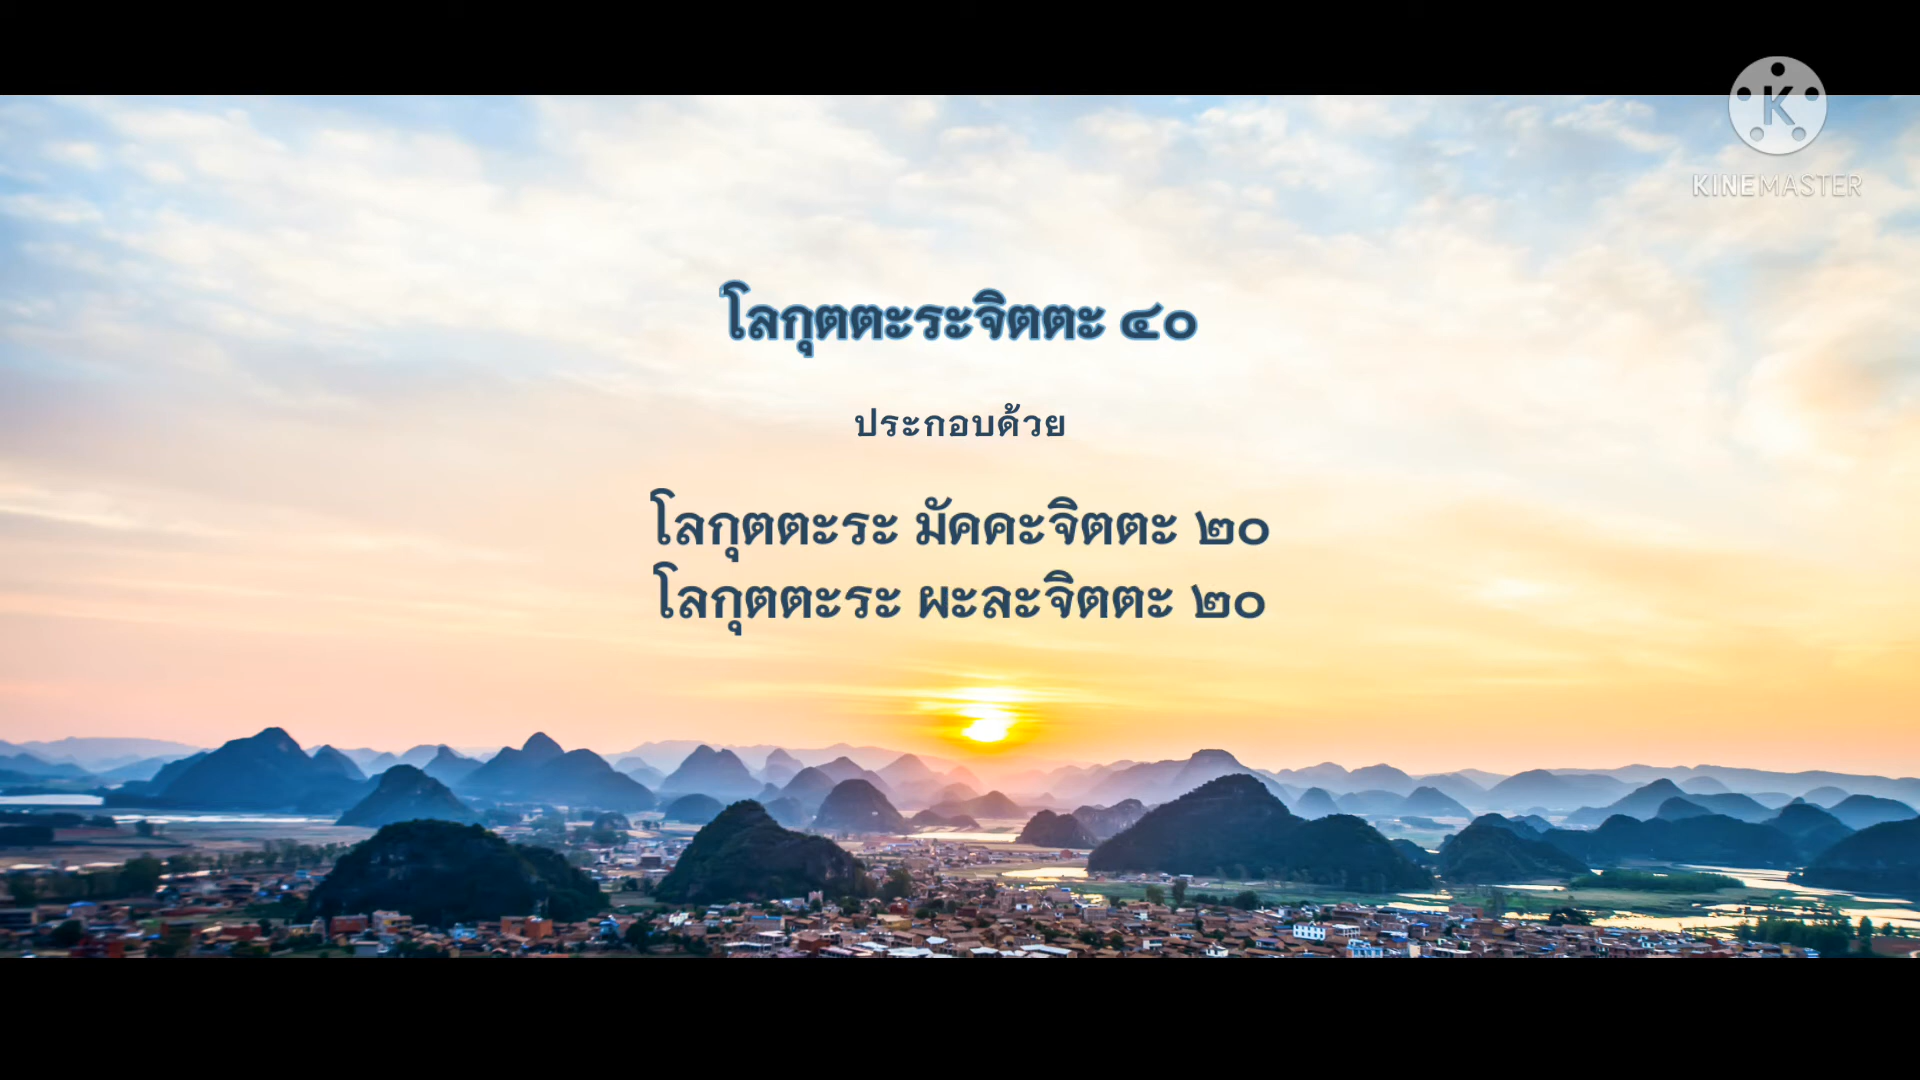 K
KINEMASTER
โลกุตตะระจิตตะ ๔๐
ประกอบด้วย
โลกุตตะระ มัคคะจิตตะ ๒๐
โลกุตตะระ ผะละจิตตะ ๒๐